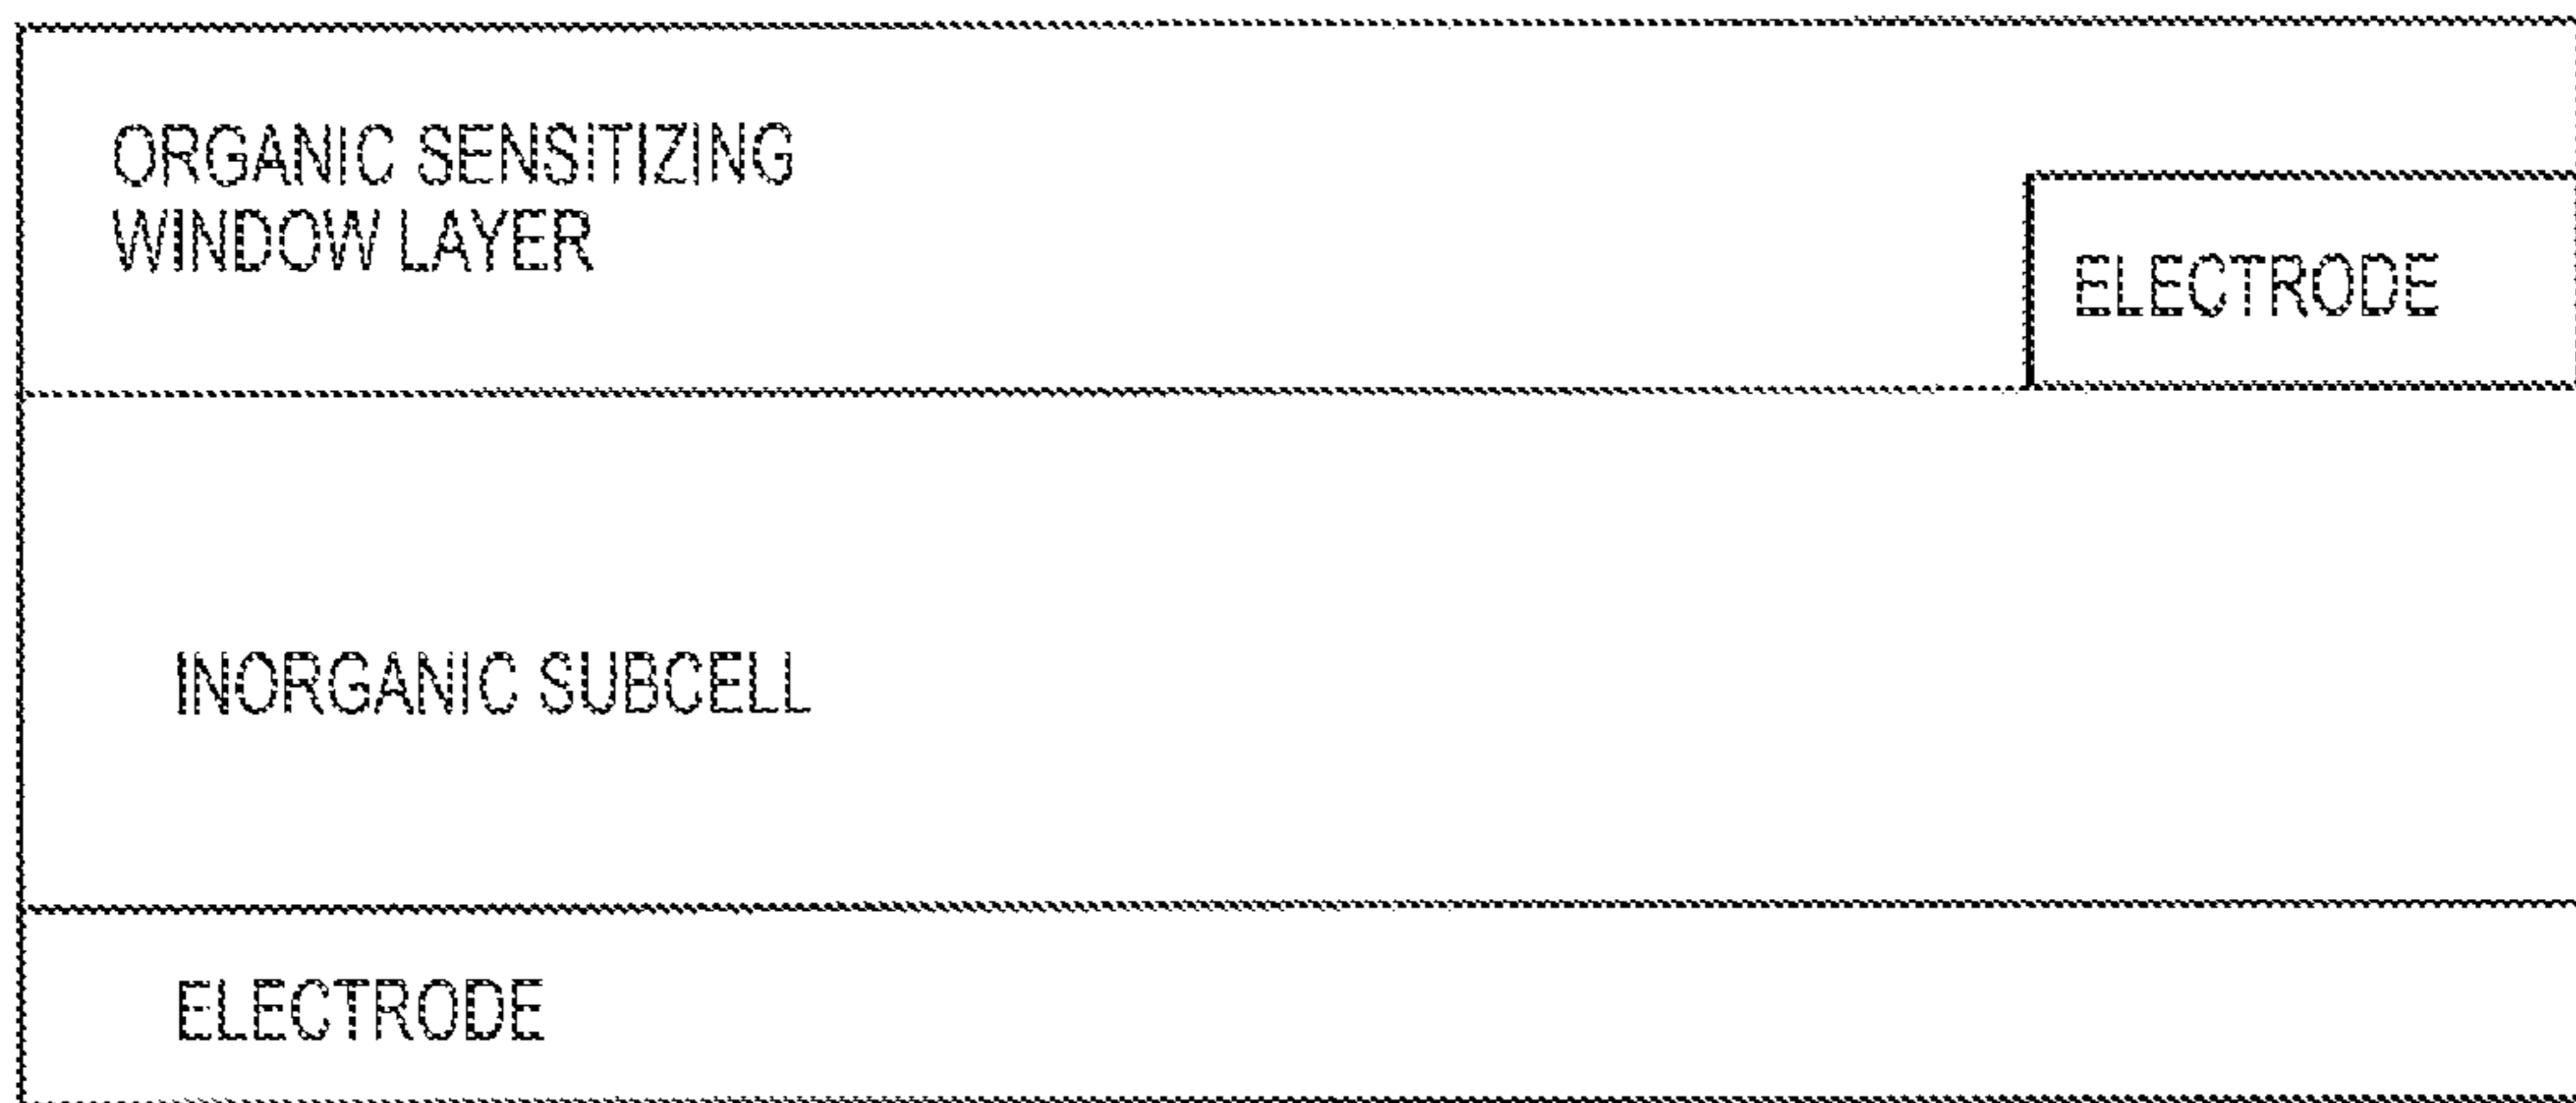 ORGANIC SENSITIZING
WINDOW LAYER
ELECTRODE
INORGANIC SUBCELL
ELECTRODE